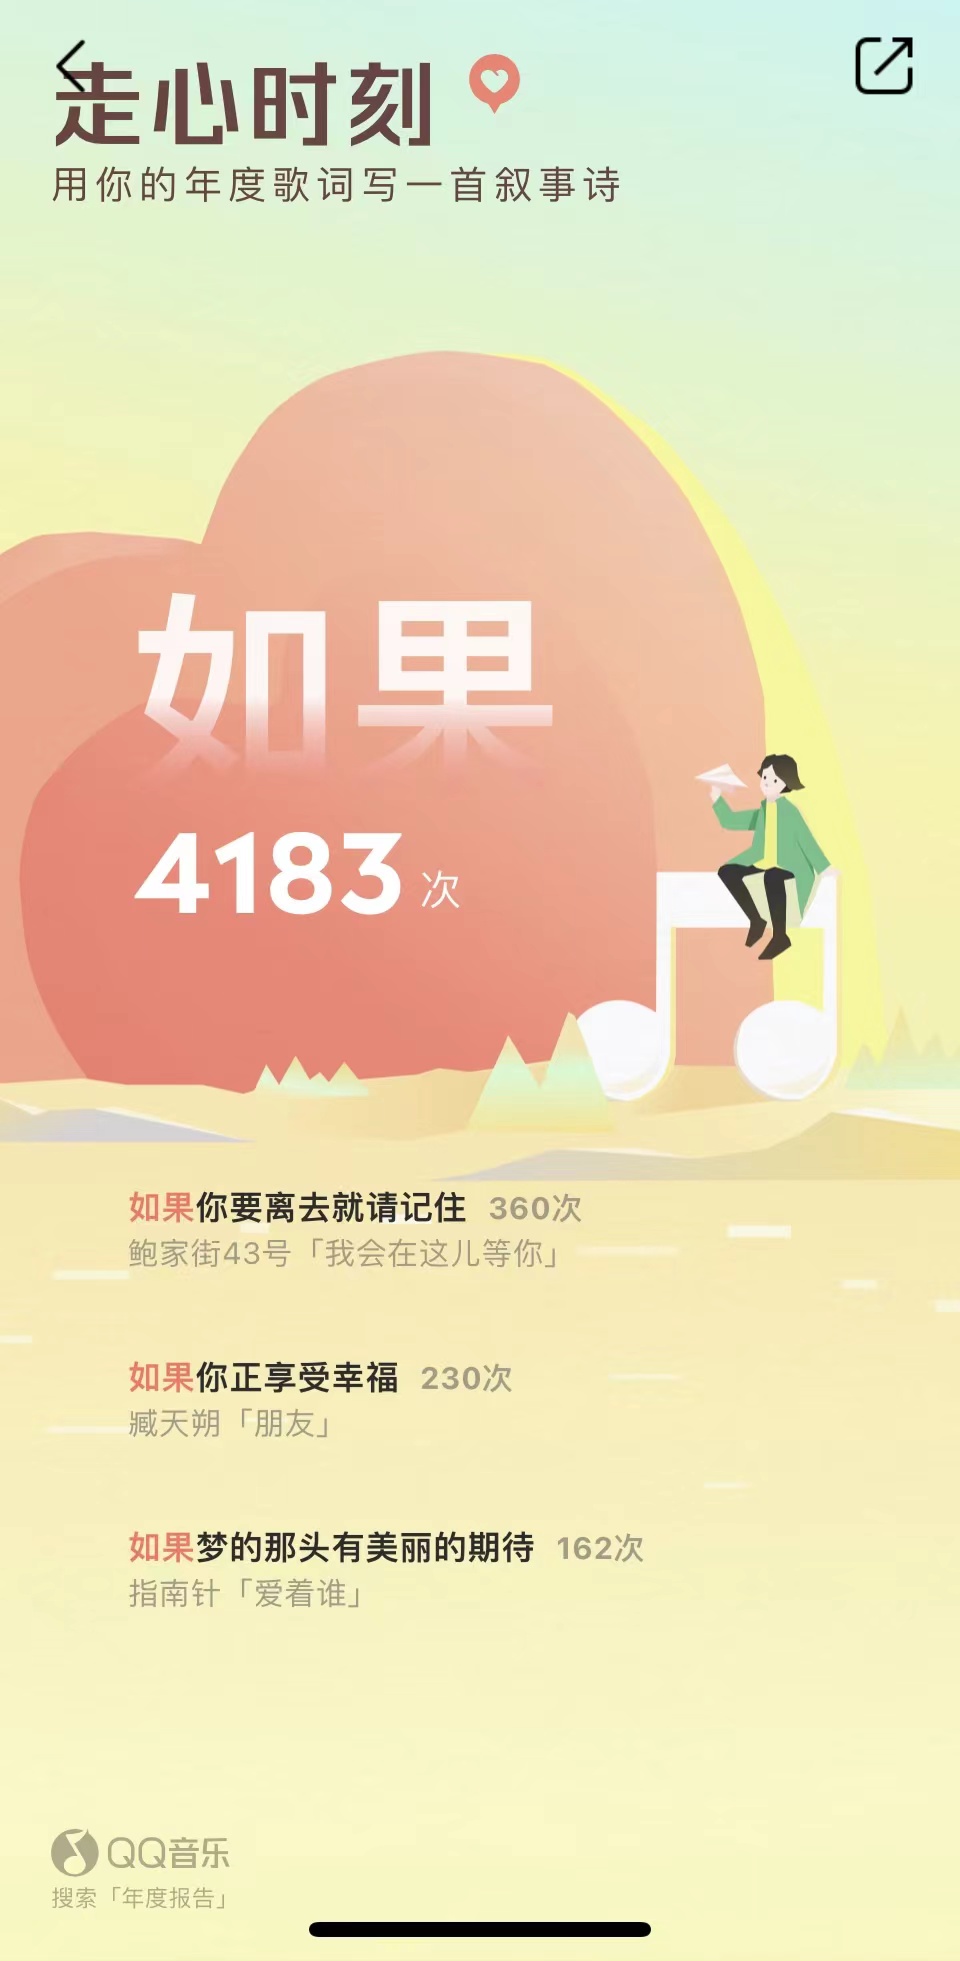 走心时刻
用你的年度歌词写一首叙事诗
如果
4183 次
如果你要离去就请记住 360次
鲍家街43号「我会在这儿等你」
如果你正享受幸福 230次
臧天朔「朋友」
如果梦的那头有美丽的期待 162次
指南针「爱着谁」
QQ音乐
搜索「年度报告」